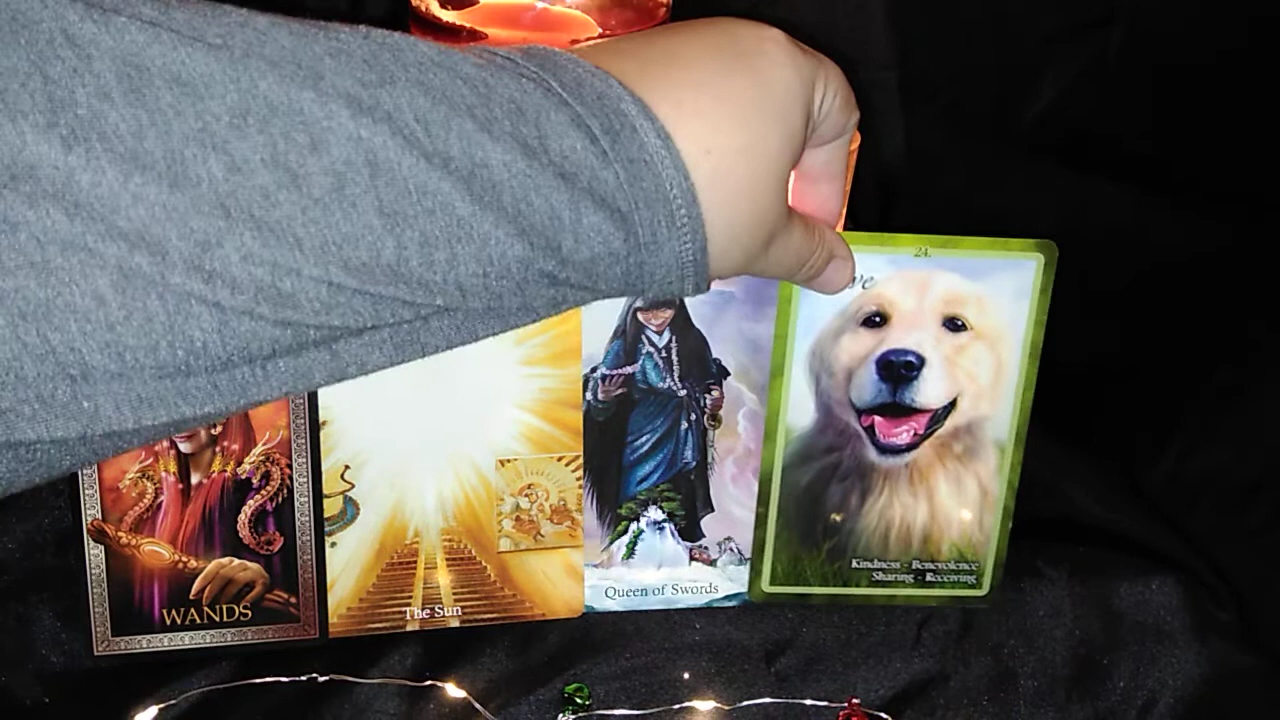 24.
WANDS
The Sun
Queen of Swords
Kindness - Benevolence
Sharing - Receiving